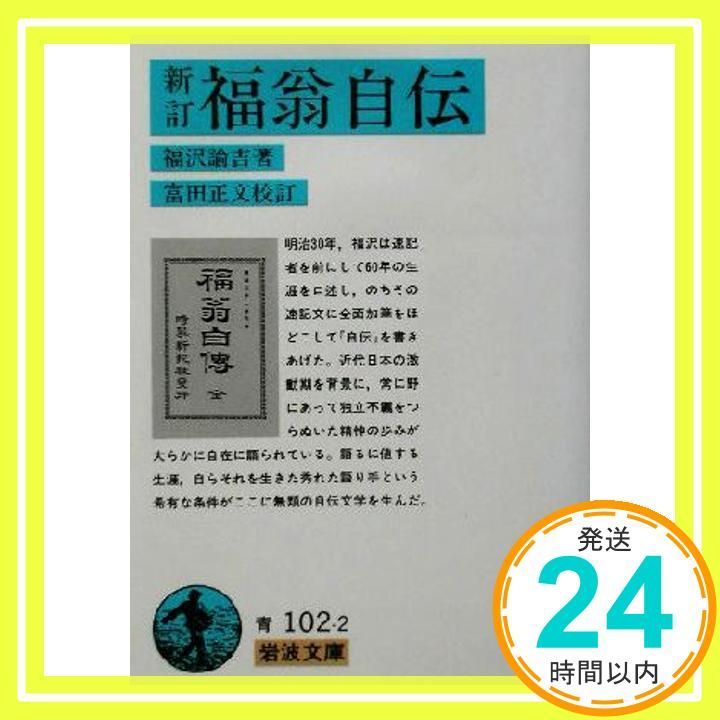 新訂 福翁自伝
福沢諭吉著
富田正文校訂
明治30年，福沢は速記
者を前にして60年の生
涯を口述し，のちその
速記文に全面加筆をほ
どこして『自伝』を書き
あげた。近代日本の激
動期を背景に，常に野
にあって独立不羈をつ
らぬいた精神の歩みが
大らかに自在に語られている。語るに値する
生涯，自らそれを生きた秀れた語り手という
希有な条件がここに無類の自伝文学を生んだ。
福翁自傳 全
時事新報社發行
青 102-2
岩波文庫
発送
24
時間以内